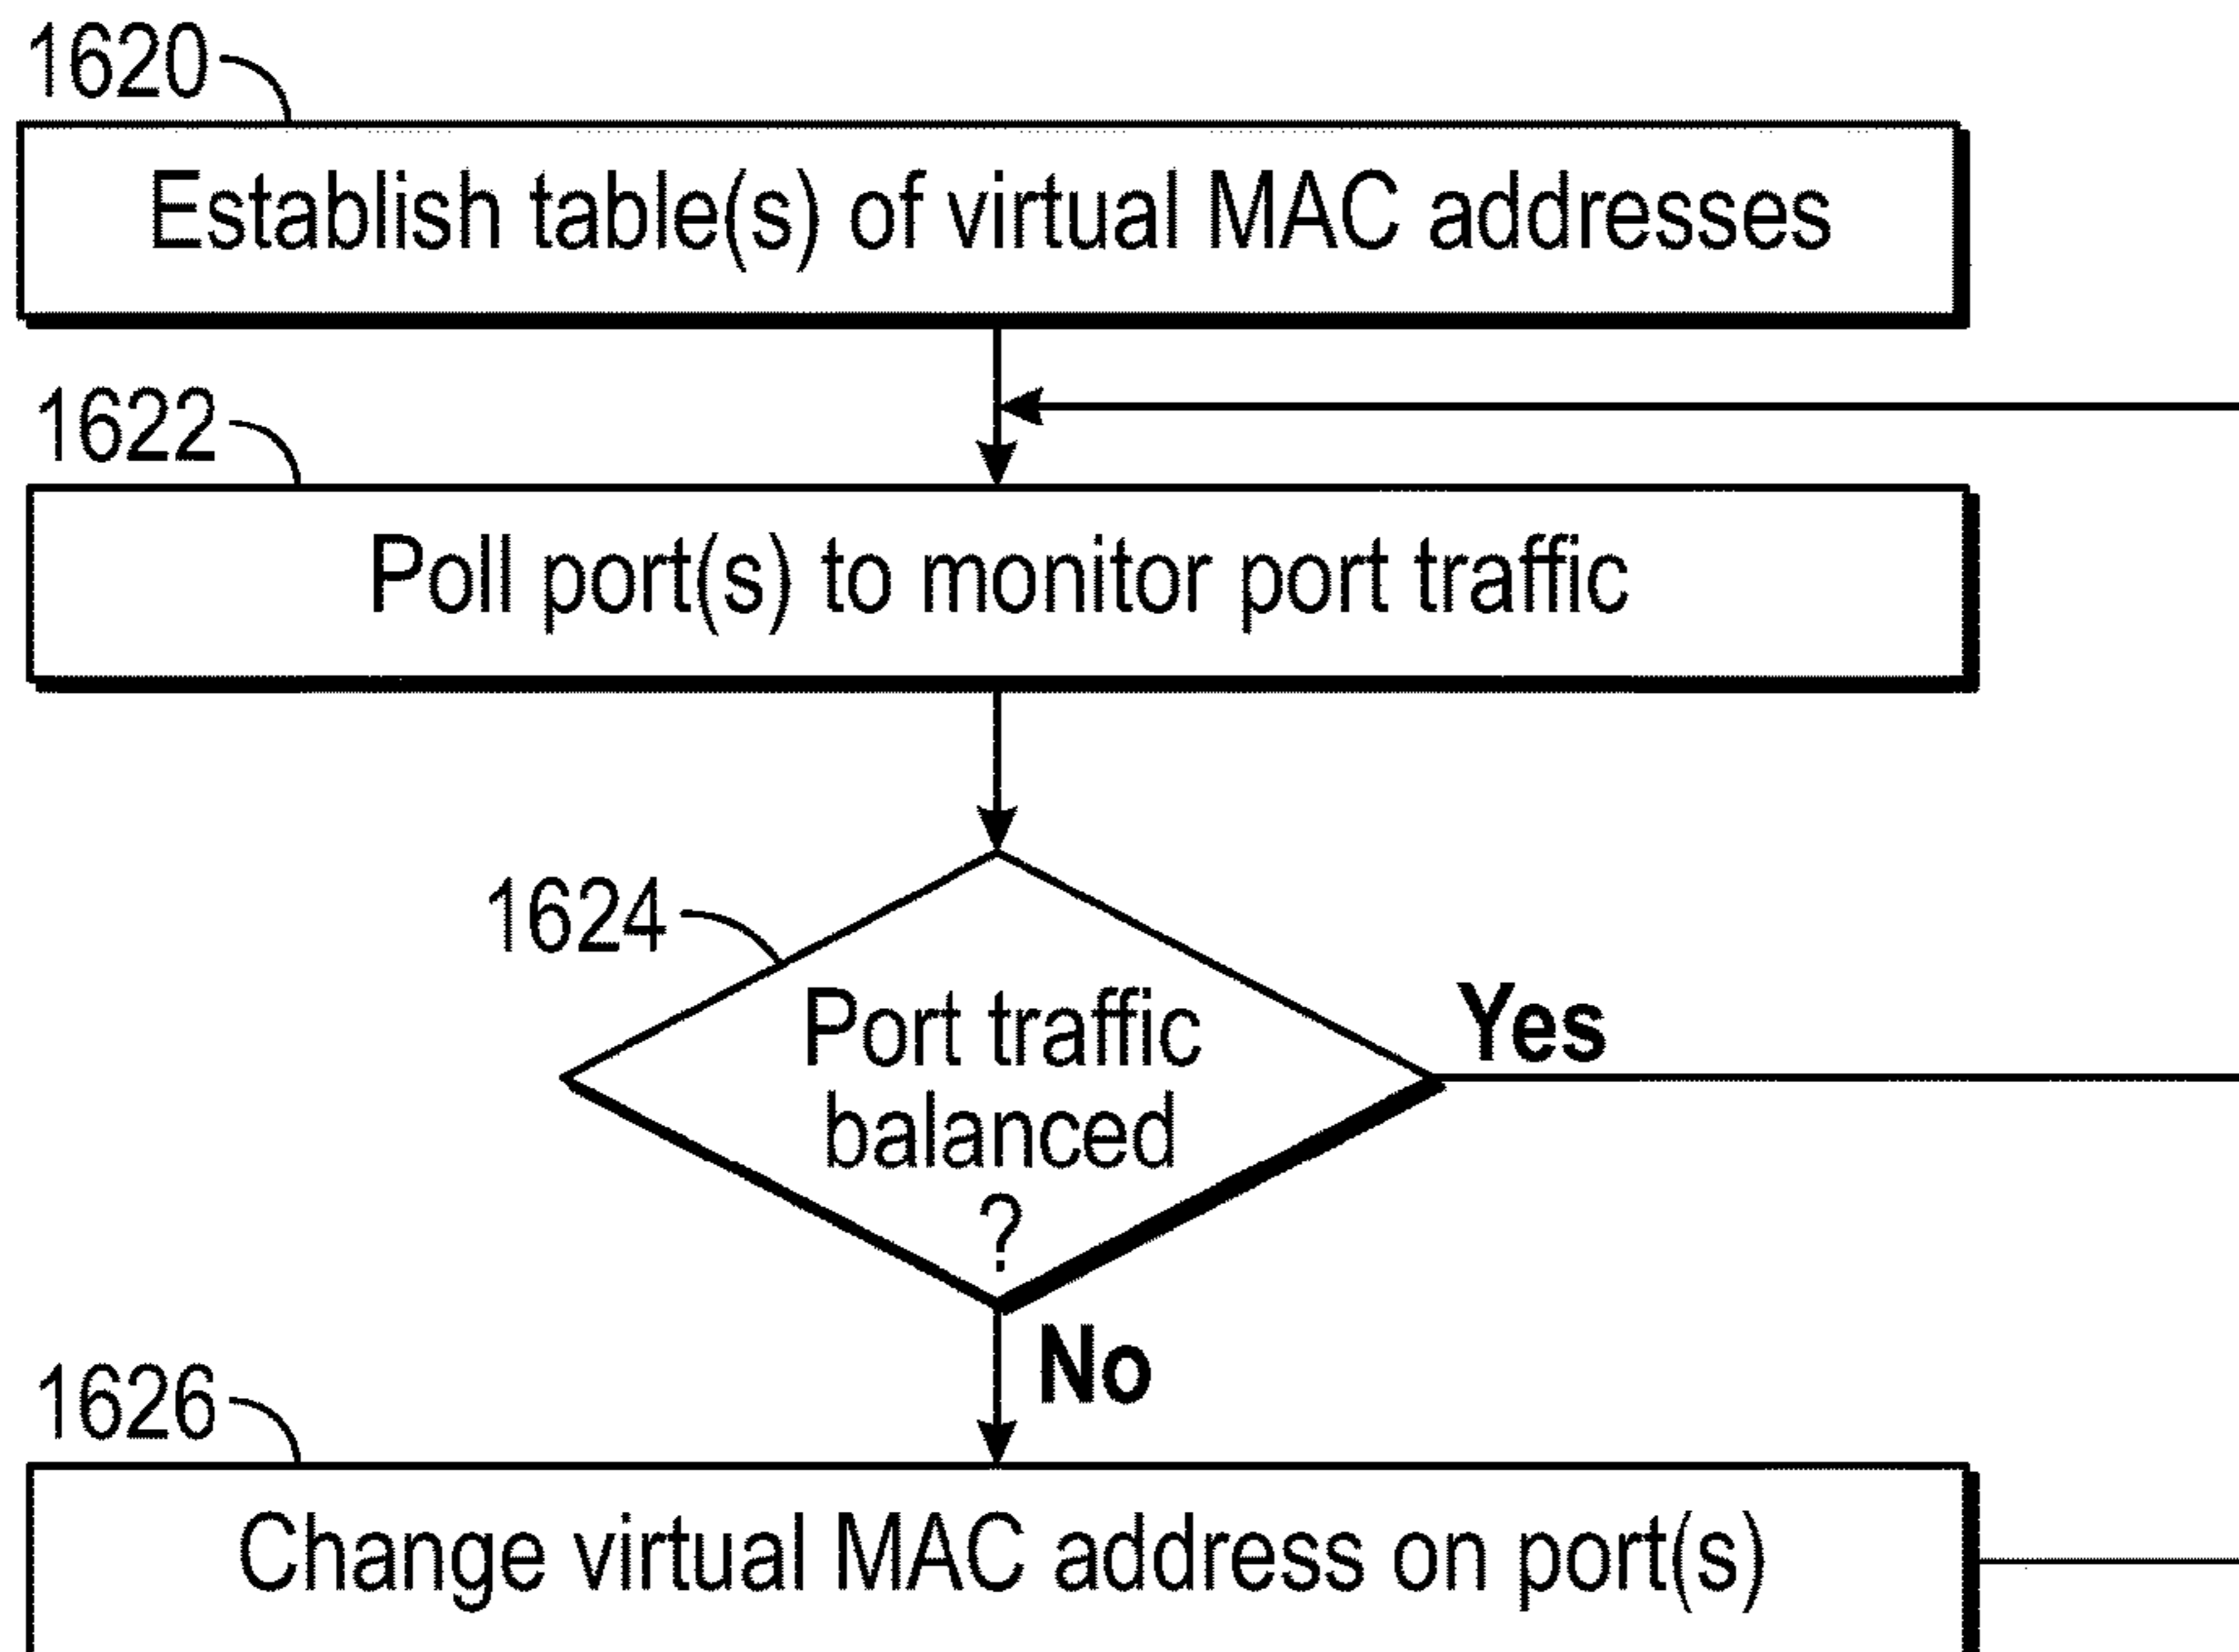 1620
Establish table(s) of virtual MAC addresses
1622
Poll port(s) to monitor port traffic
1624
Port traffic
balanced
?
Yes
No
1626
Change virtual MAC address on port(s)